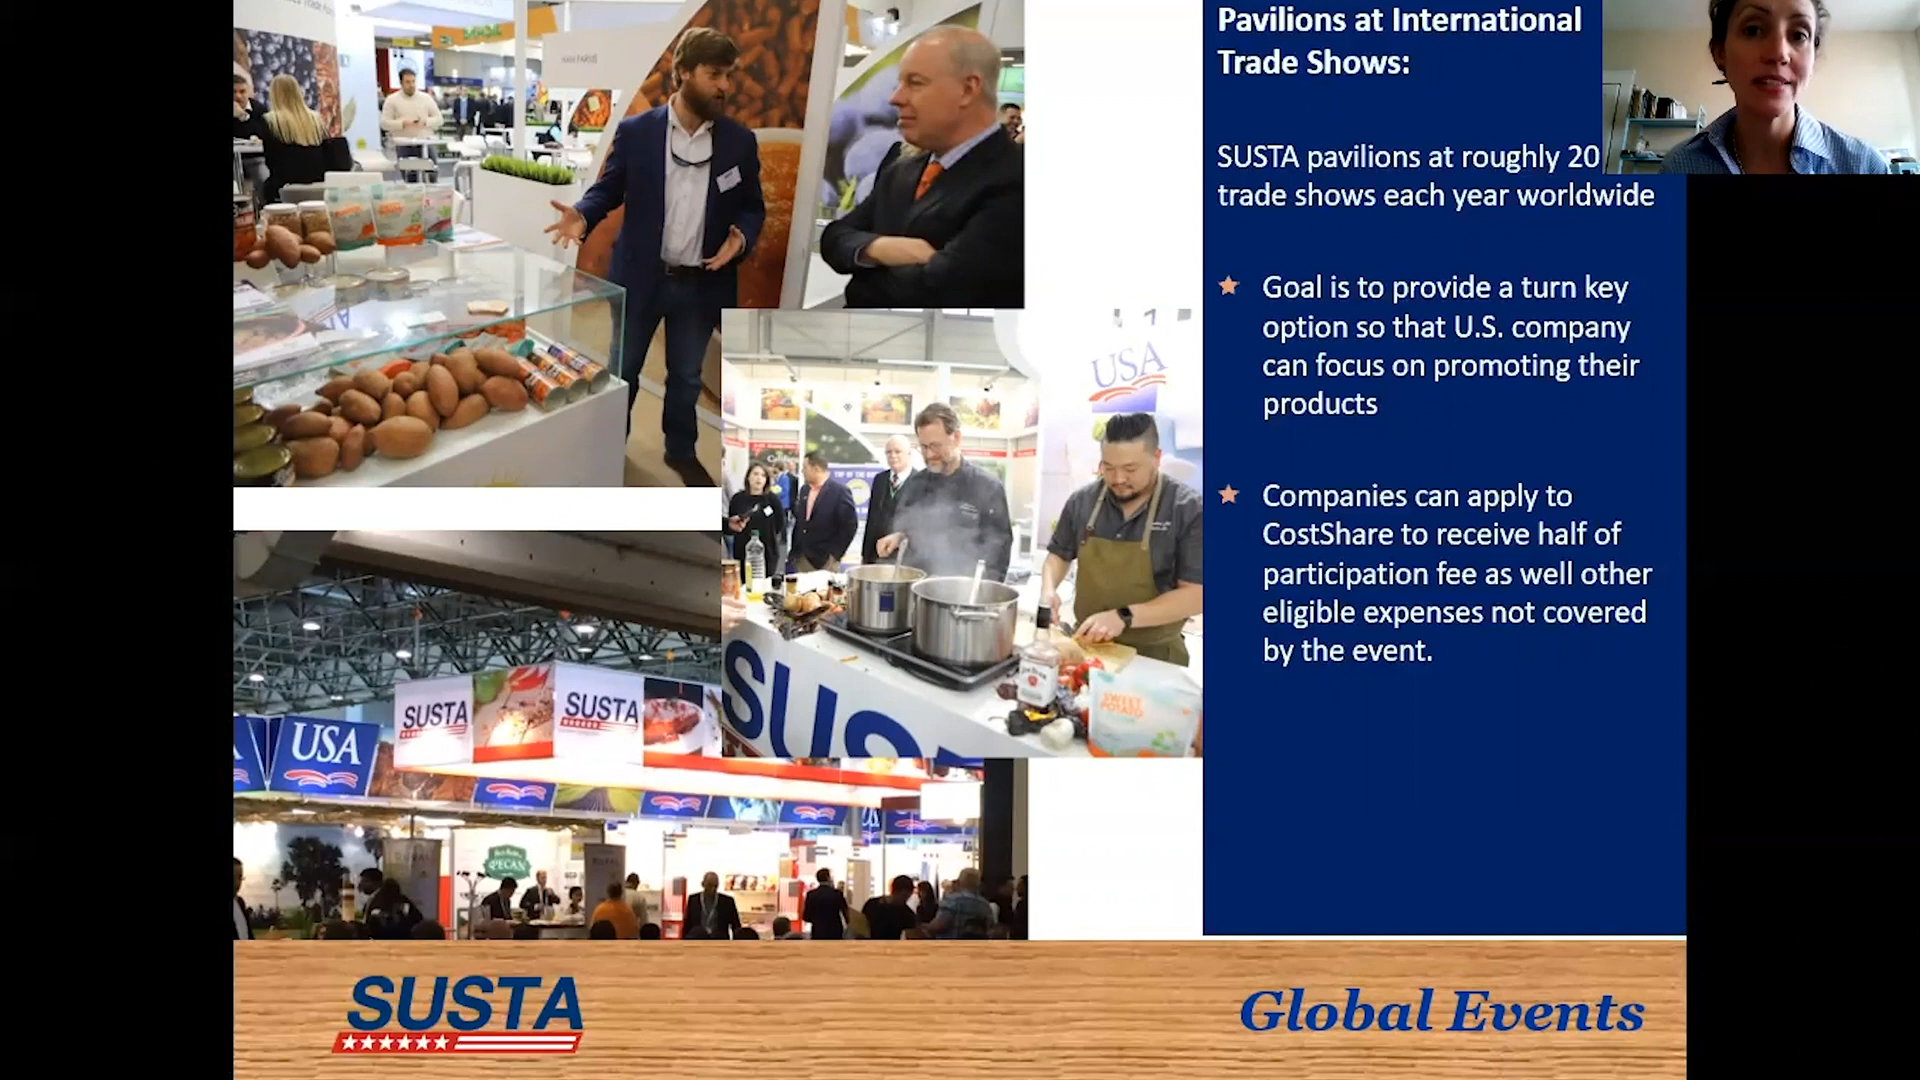 Pavilions at International
Trade Shows:
SUSTA pavilions at roughly 20
trade shows each year worldwide
Goal is to provide a turn key
option so that U.S. company
can focus on promoting their
products
Companies can apply to
CostShare to receive half of
participation fee as well other
eligible expenses not covered
by the event.
USA
SWEET
POTATO
SUSTA
SUSTA
USA
PECAN
SUSTA
Global Events